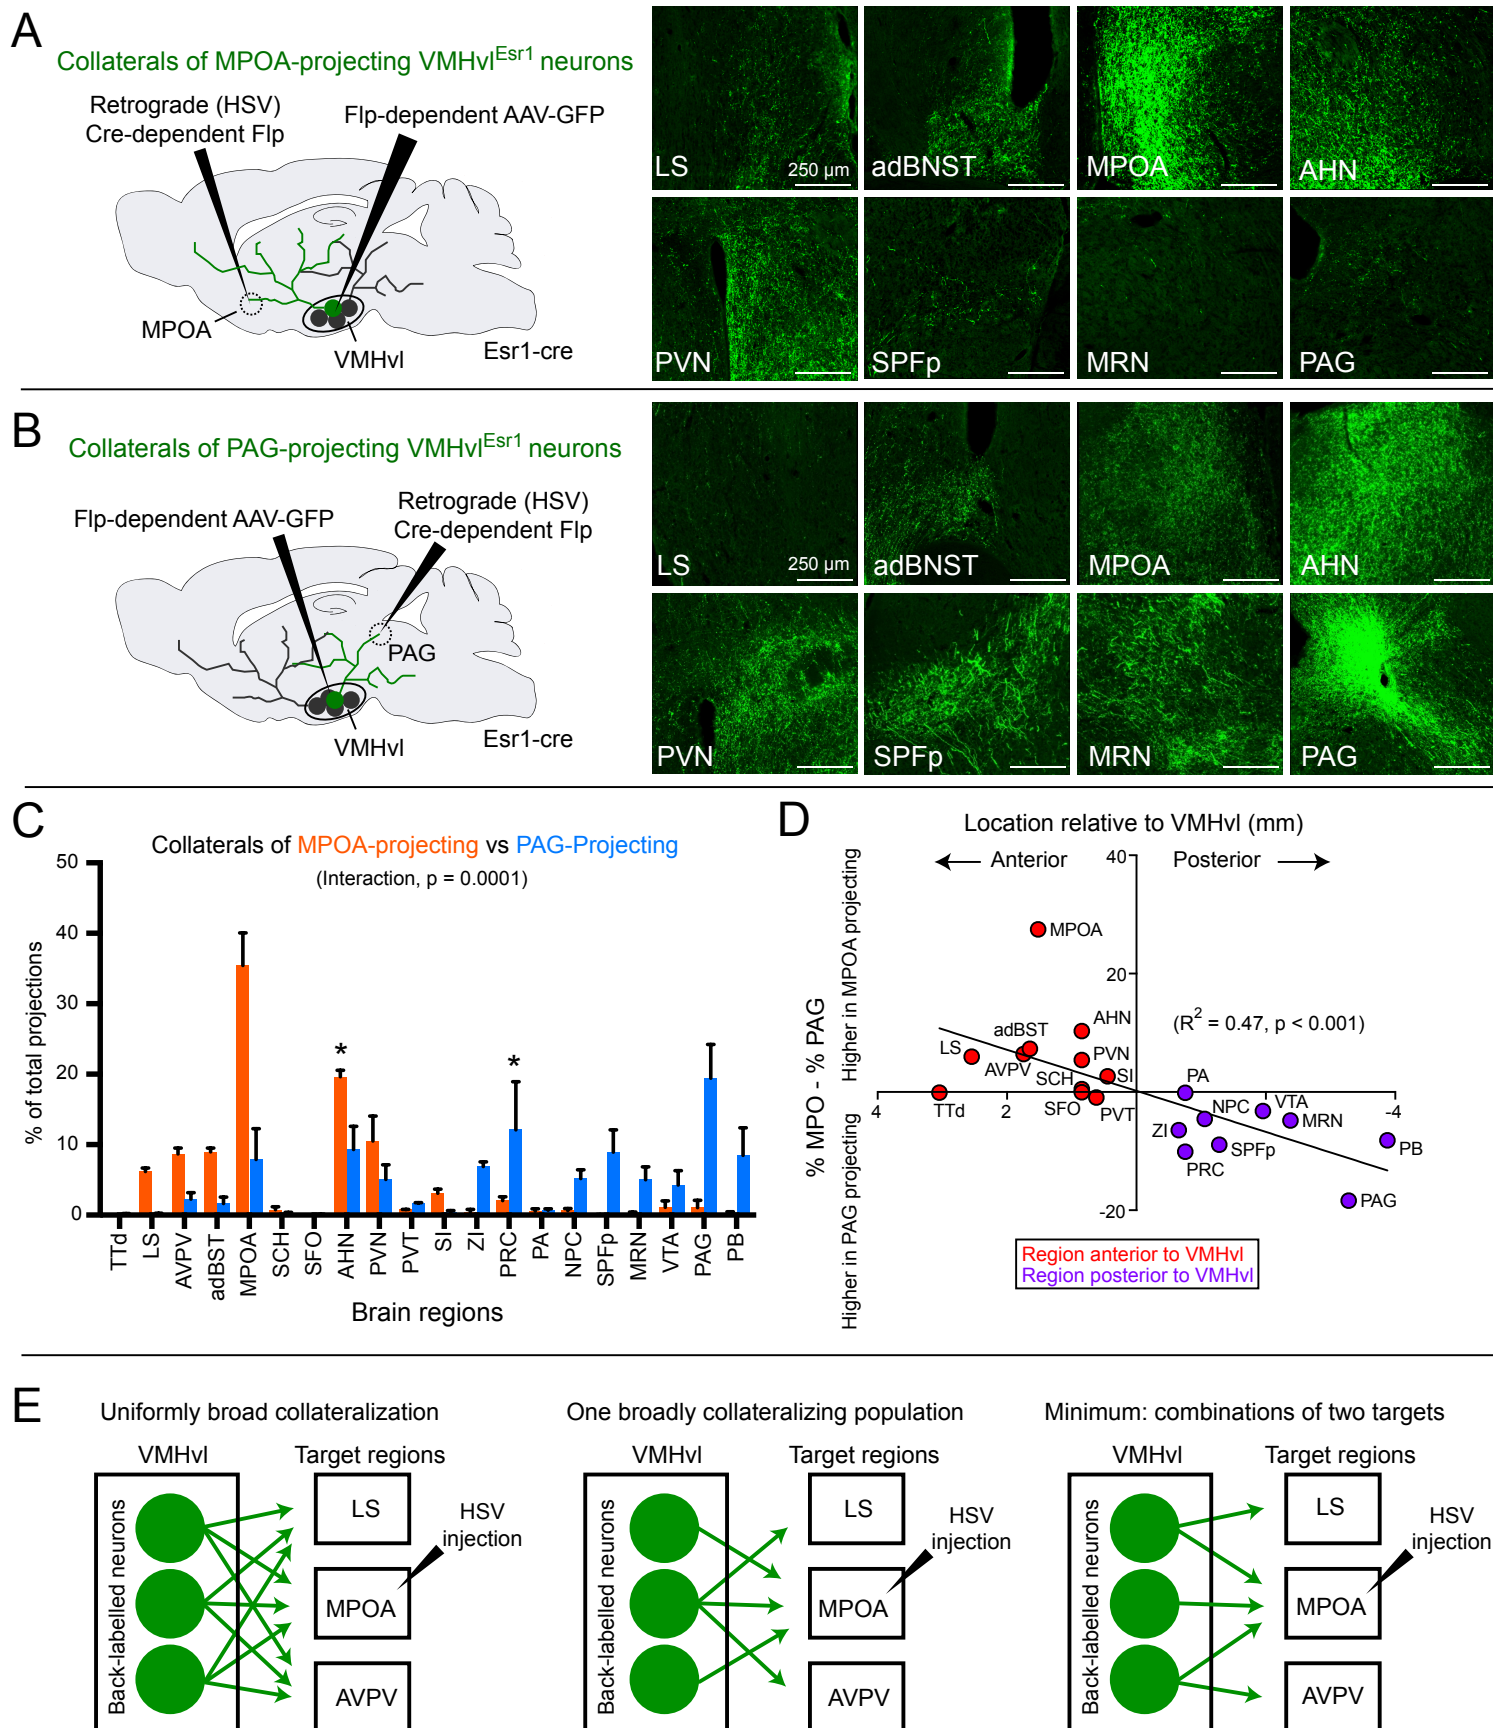 A
Collaterals of MPOA-projecting VMHvl^Esr1 neurons
Retrograde (HSV)
Cre-dependent Flp
Flp-dependent AAV-GFP
MPOA
VMHvl
Esr1-cre
LS
250 µm
adBNST
MPOA
AHN
PVN
SPFp
MRN
PAG
B
Collaterals of PAG-projecting VMHvl^Esr1 neurons
Flp-dependent AAV-GFP
Retrograde (HSV)
Cre-dependent Flp
PAG
VMHvl
Esr1-cre
LS
250 µm
adBNST
MPOA
AHN
PVN
SPFp
MRN
PAG
C
Collaterals of MPOA-projecting vs PAG-Projecting
(Interaction, p = 0.0001)
% of total projections
50
40
30
20
10
0
*
*
TTd
LS
AVPV
adBST
MPOA
SCH
SFO
AHN
PVN
PVT
SI
ZI
PRC
PA
NPC
SPFp
MRN
VTA
PAG
PB
Brain regions
D
Location relative to VMHvl (mm)
Anterior
Posterior
% MPO - % PAG
Higher in MPOA projecting
Higher in PAG projecting
40
20
-20
4
2
-4
(R^2 = 0.47, p < 0.001)
MPOA
AHN
adBST
LS
AVPV
PVN
SCH
SI
TTd
SFO
PVT
PA
NPC
VTA
MRN
ZI
SPFp
PRC
PB
PAG
Region anterior to VMHvl
Region posterior to VMHvl
E
Uniformly broad collateralization
VMHvl
Target regions
Back-labelled neurons
LS
MPOA
AVPV
HSV
injection
One broadly collateralizing population
VMHvl
Target regions
Back-labelled neurons
LS
MPOA
AVPV
HSV
injection
Minimum: combinations of two targets
VMHvl
Target regions
Back-labelled neurons
LS
MPOA
AVPV
HSV
injection